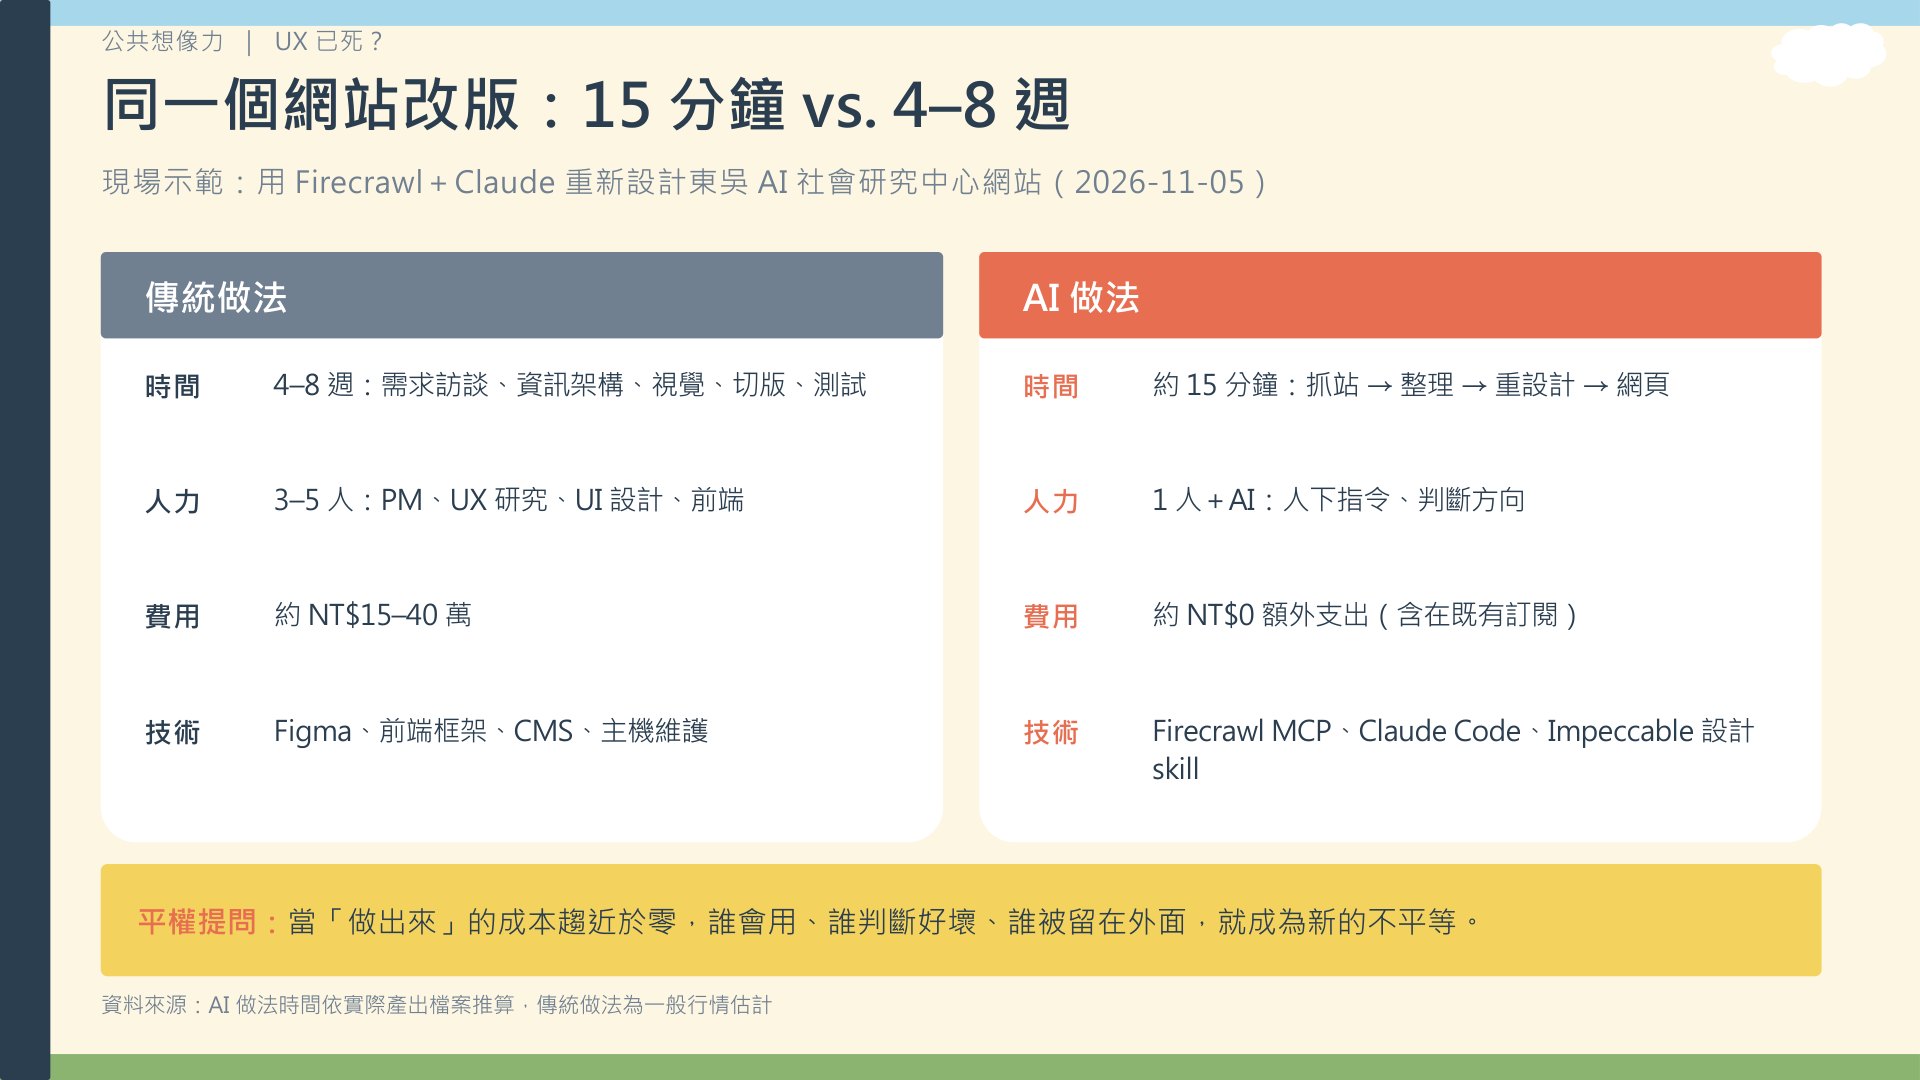 公共想像力 | UX 已死？
同一個網站改版：15 分鐘 vs. 4–8 週
現場示範：用 Firecrawl + Claude 重新設計東吳 AI 社會研究中心網站（2026-11-05）
傳統做法
時間 4–8 週：需求訪談、資訊架構、視覺、切版、測試
人力 3–5 人：PM、UX 研究、UI 設計、前端
費用 約 NT$15–40 萬
技術 Figma、前端框架、CMS、主機維護
AI 做法
時間 約 15 分鐘：抓站 → 整理 → 重設計 → 網頁
人力 1 人 + AI：人下指令、判斷方向
費用 約 NT$0 額外支出（含在既有訂閱）
技術 Firecrawl MCP、Claude Code、Impeccable 設計
skill
平權提問：當「做出來」的成本趨近於零，誰會用、誰判斷好壞、誰被留在外面，就成為新的不平等。
資料來源：AI 做法時間依實際產出檔案推算，傳統做法為一般行情估計